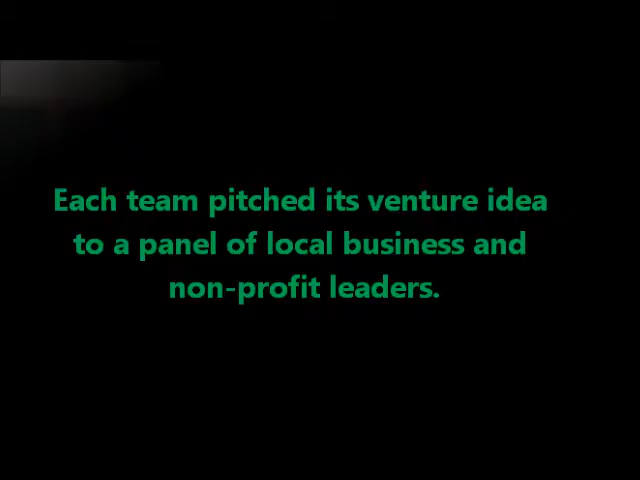 Each team pitched its venture idea
to a panel of local business and
non-profit leaders.